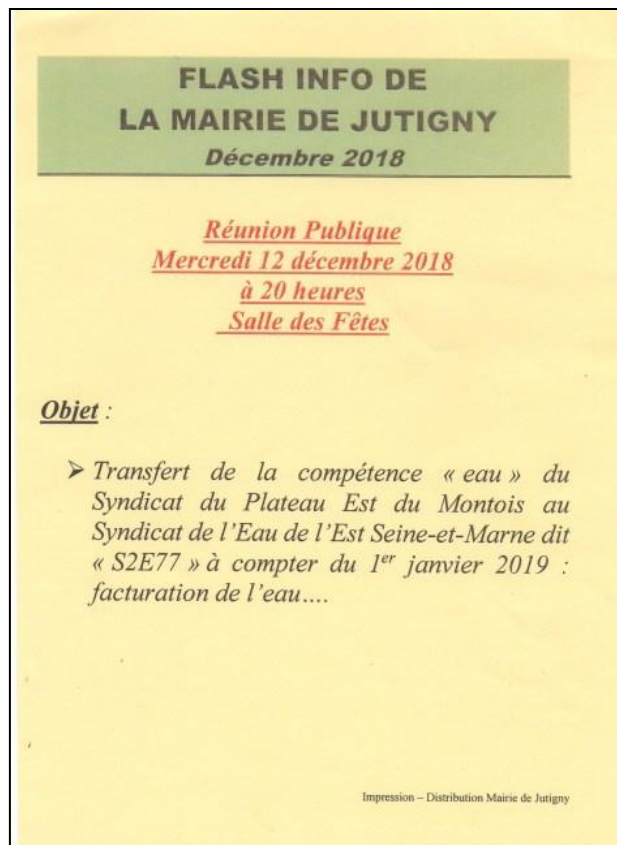 FLASH INFO DE
LA MAIRIE DE JUTIGNY
Décembre 2018
Réunion Publique
Mercredi 12 décembre 2018
à 20 heures
Salle des Fêtes
Objet :
➢ Transfert de la compétence « eau » du
Syndicat du Plateau Est du Montois au
Syndicat de l'Eau de l'Est Seine-et-Marne dit
« S2E77 » à compter du 1er janvier 2019 :
facturation de l'eau....
Impression – Distribution Mairie de Jutigny